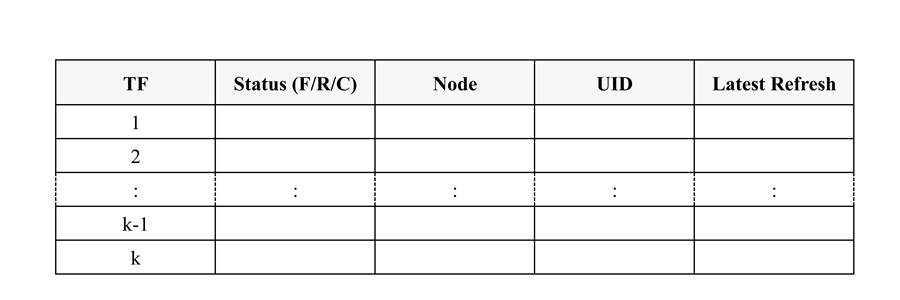 TF Status (F/R/C) Node UID Latest Refresh
1
2
: : : : :
k-1
k